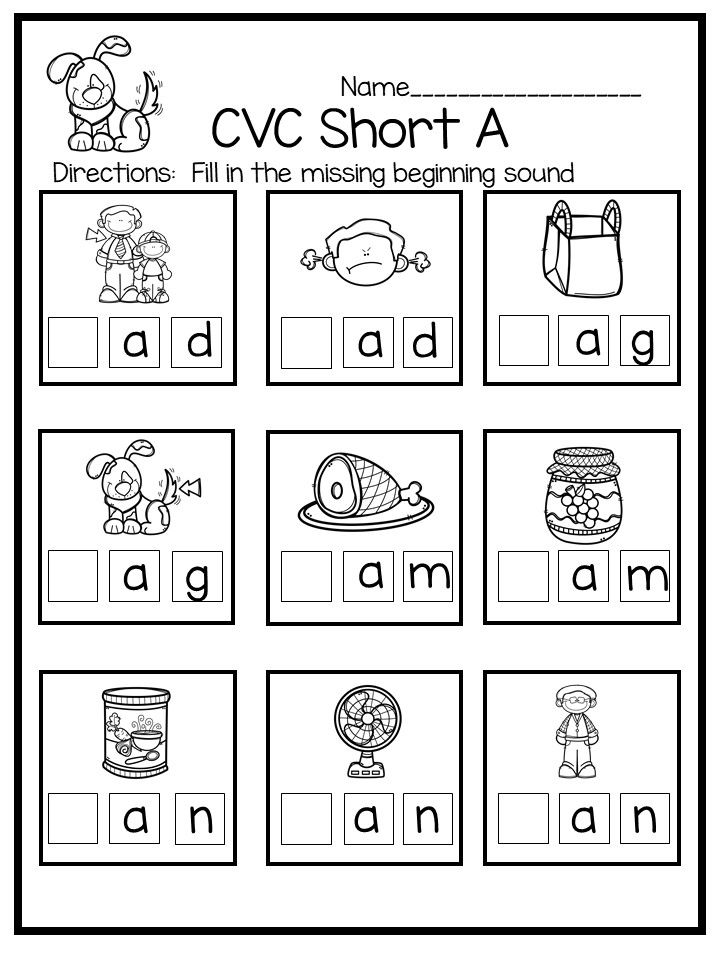 Name___________________
CVC Short A
Directions: Fill in the missing beginning sound
a d
a d
a g
a g
a m
a m
a n
a n
a n